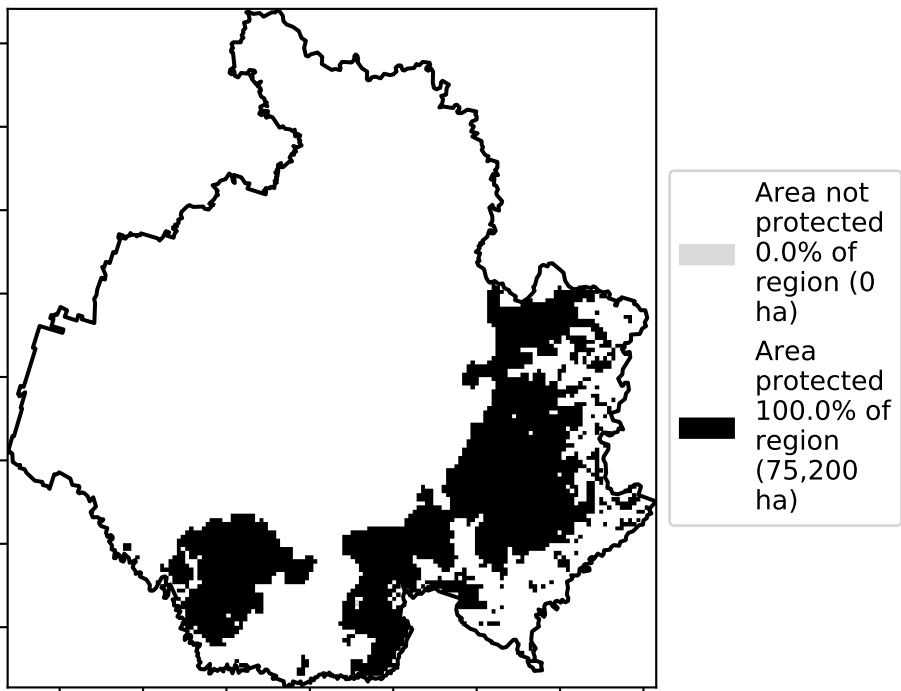 Area not
protected
0.0% of
region (0
ha)
Area
protected
100.0% of
region
(75,200
ha)